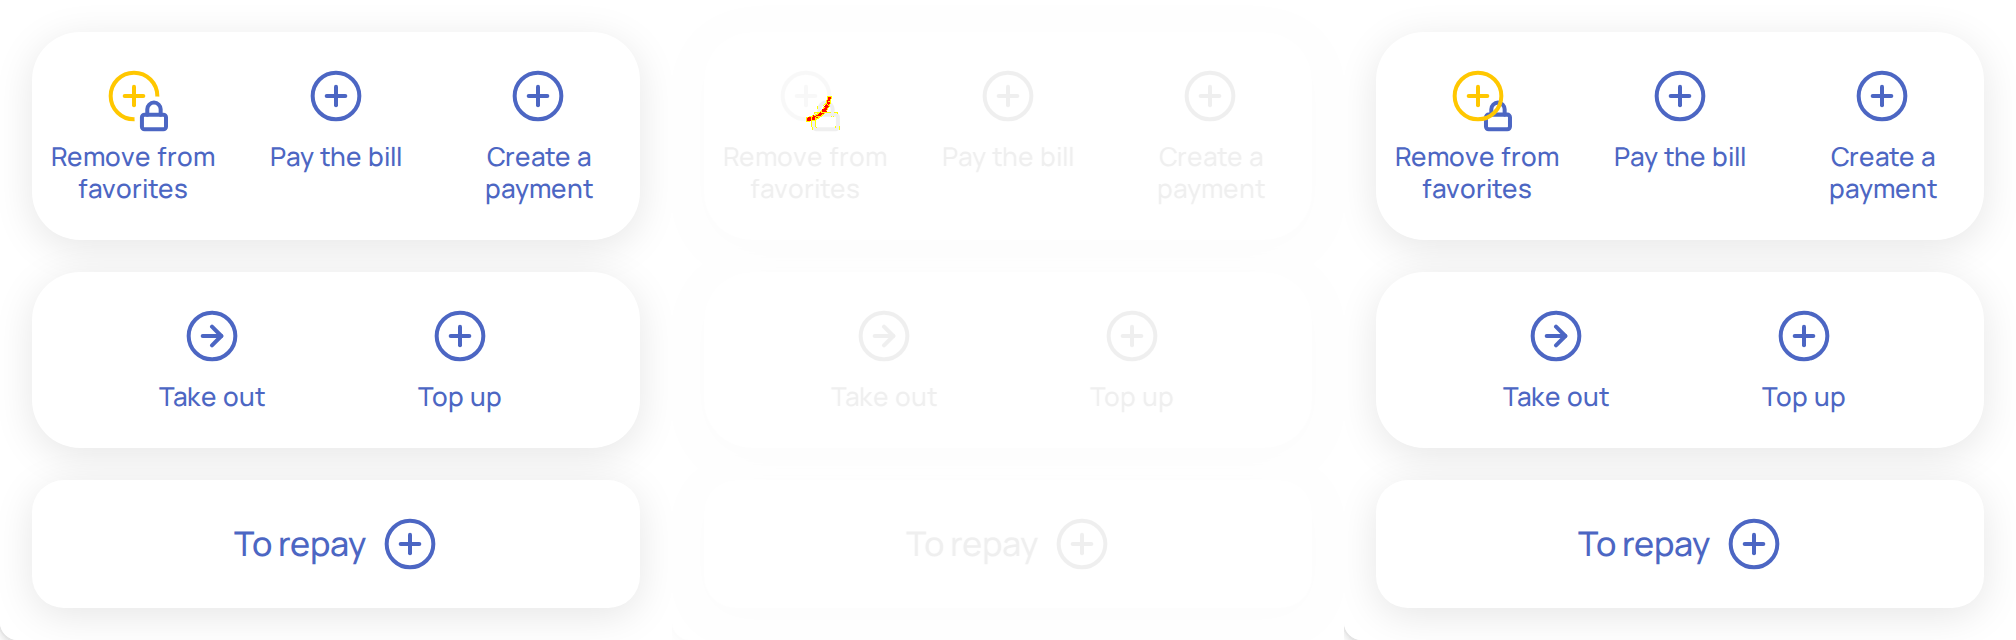 Remove from
favorites
Pay the bill
Create a
payment
Take out
Top up
To repay
Remove from
favorites
Pay the bill
Create a
payment
Take out
Top up
To repay
Remove from
favorites
Pay the bill
Create a
payment
Take out
Top up
To repay